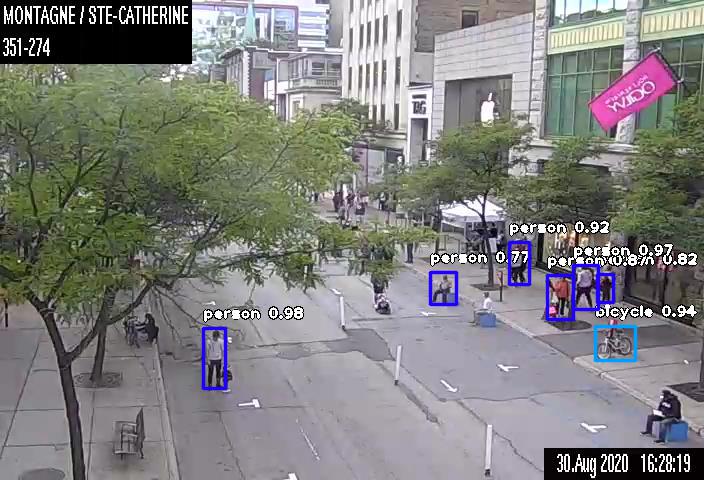 MONTAGNE / STE-CATHERINE
351-274
OGILVY
person 0.92
person 0.97
person 0.77
0.82
bicycle 0.94
person 0.98
30.Aug 2020 16:28:19